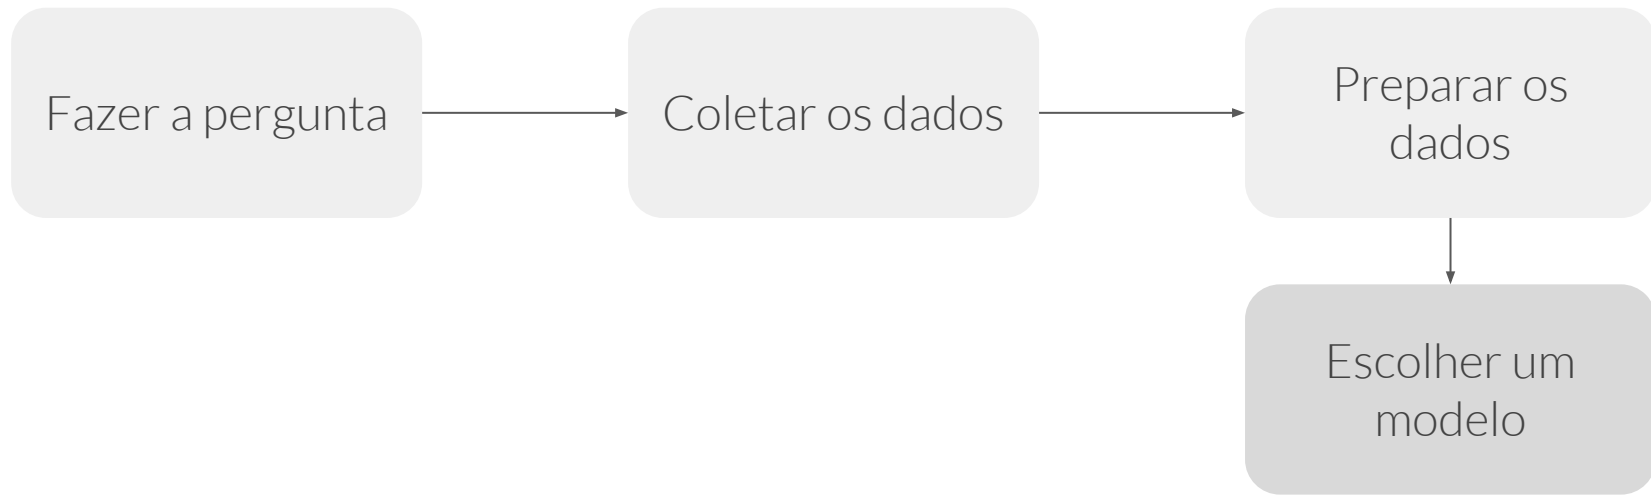 Fazer a pergunta
Coletar os dados
Preparar os
dados
Escolher um
modelo